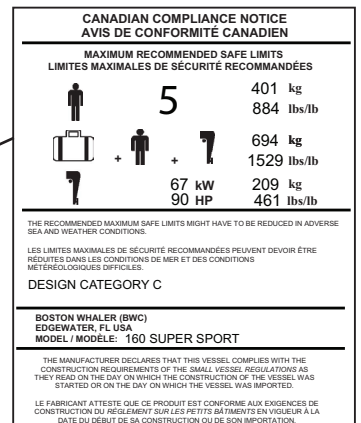 CANADIAN COMPLIANCE NOTICE
AVIS DE CONFORMITÉ CANADIEN
MAXIMUM RECOMMENDED SAFE LIMITS
LIMITES MAXIMALES DE SÉCURITÉ RECOMMANDÉES
5
401 kg
884 lbs/lb
+ +
694 kg
1529 lbs/lb
67 kW 209 kg
90 HP 461 lbs/lb
THE RECOMMENDED MAXIMUM SAFE LIMITS MIGHT HAVE TO BE REDUCED IN ADVERSE
SEA AND WEATHER CONDITIONS.
LES LIMITES MAXIMALES DE SÉCURITÉ RECOMMANDÉES PEUVENT DEVOIR ÊTRE
RÉDUITES DANS LES CONDITIONS DE MER ET DES CONDITIONS
MÉTÉRÉOLOGIQUES DIFFICILES.
DESIGN CATEGORY C
BOSTON WHALER (BWC)
EDGEWATER, FL USA
MODEL / MODÈLE: 160 SUPER SPORT
THE MANUFACTURER DECLARES THAT THIS VESSEL COMPLIES WITH THE
CONSTRUCTION REQUIREMENTS OF THE SMALL VESSEL REGULATIONS AS
THEY READ ON THE DAY ON WHICH THE CONSTRUCTION OF THE VESSEL WAS
STARTED OR ON THE DAY ON WHICH THE VESSEL WAS IMPORTED.
LE FABRICANT ATTESTE QUE CE PRODUIT EST CONFORME AUX EXIGENCES DE
CONSTRUCTION DU RÉGLEMENT SUR LES PETITS BÂTIMENTS EN VIGUEUR À LA
DATE DU DÉBUT DE SA CONSTRUCTION OU DE SON IMPORTATION.